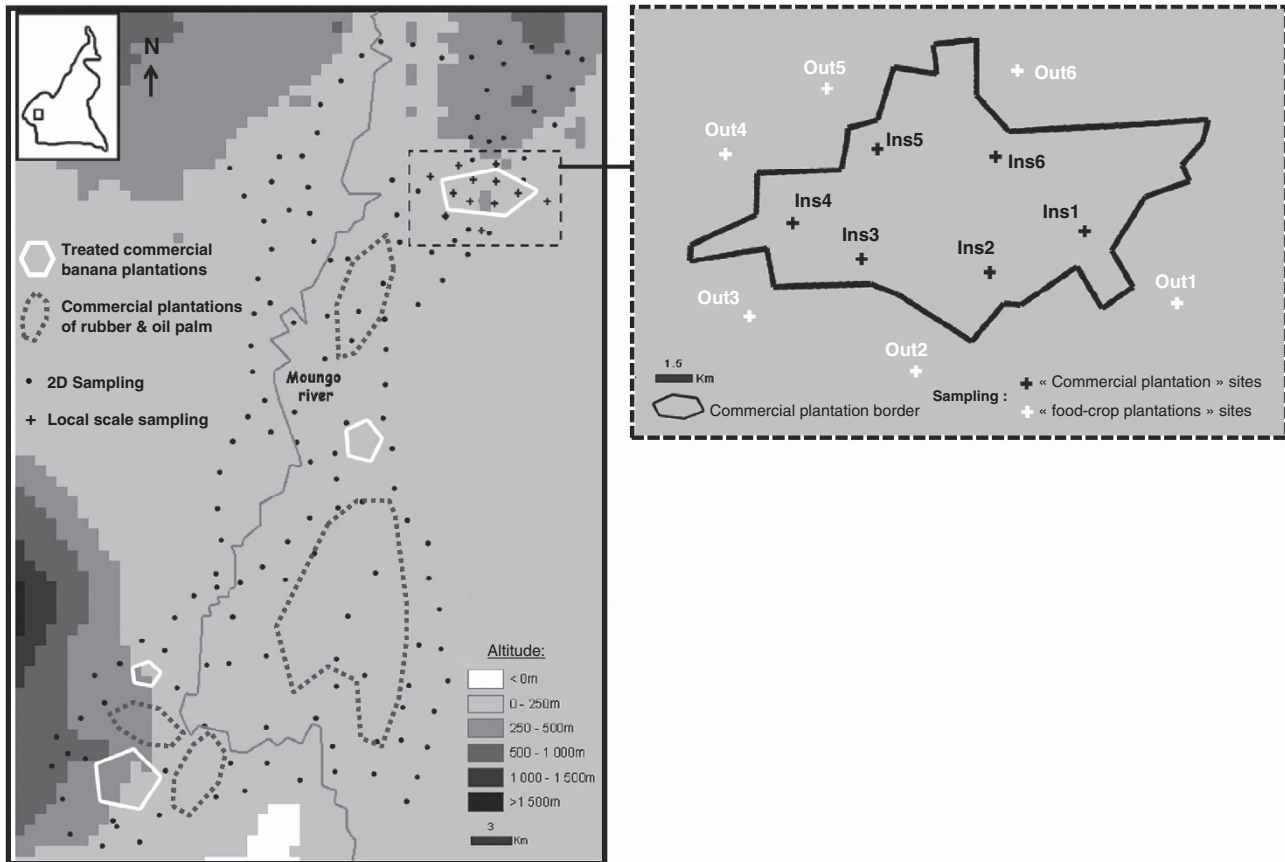 N
Treated commercial
banana plantations
Commercial plantations
of rubber & oil palm
2D Sampling
Local scale sampling
Moungo
river
Altitude:
< 0m
0 - 250m
250 - 500m
500 - 1 000m
1 000 - 1 500m
>1 500m
3
Km
Out5
Out6
Out4
Ins5
Ins6
Ins4
Ins1
Ins3
Ins2
Out3
Out1
Out2
1.5
Km
Commercial plantation border
Sampling :
« Commercial plantation » sites
« food-crop plantations » sites